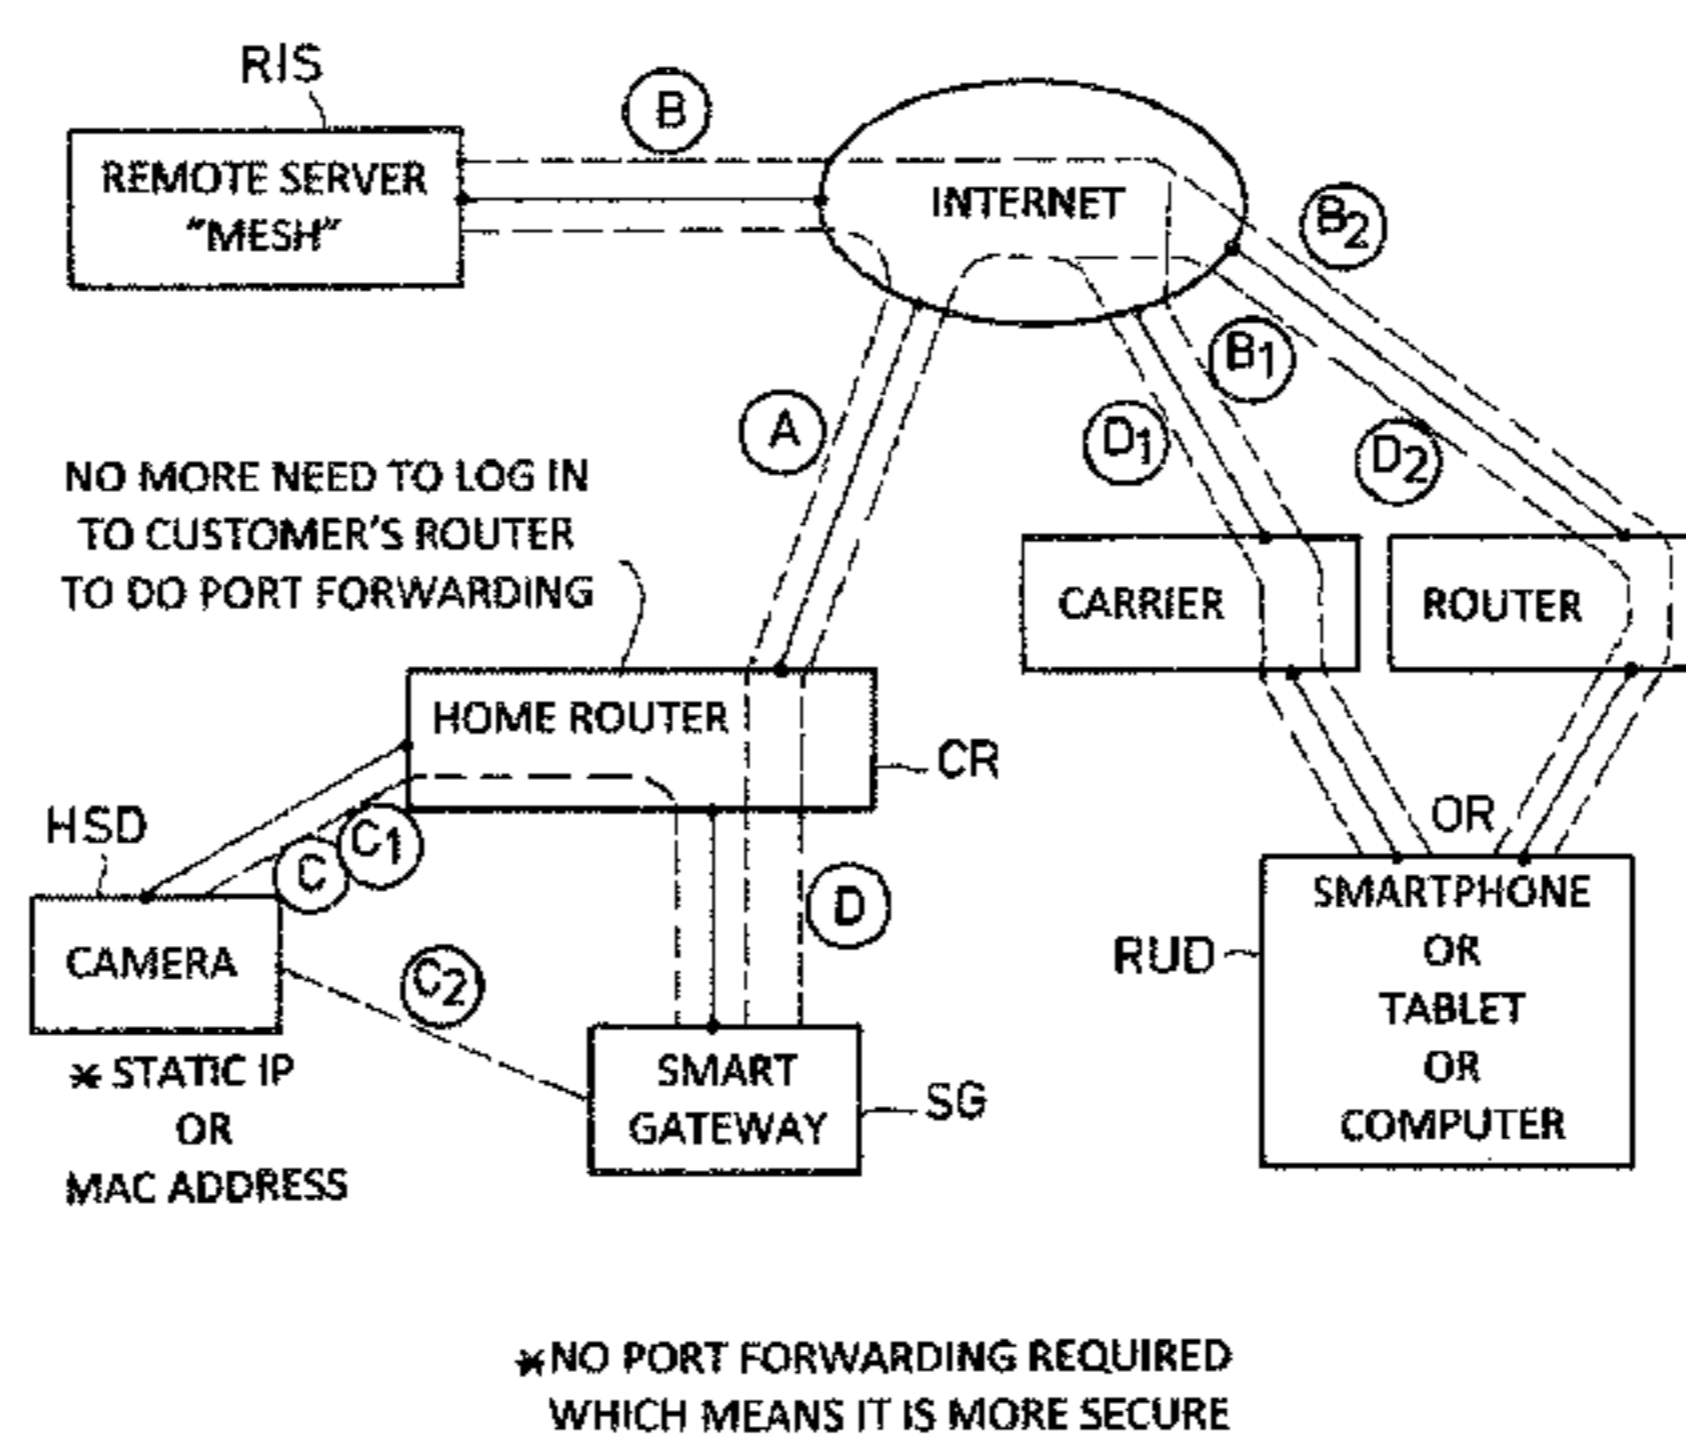 RIS
REMOTE SERVER
"MESH"
B
INTERNET
B2
B1
A
D1
D2
NO MORE NEED TO LOG IN
TO CUSTOMER'S ROUTER
TO DO PORT FORWARDING
CARRIER
ROUTER
HOME ROUTER
CR
HSD
C
C1
OR
CAMERA
C2
D
SMARTPHONE
OR
TABLET
OR
COMPUTER
RUD
* STATIC IP
OR
MAC ADDRESS
SMART
GATEWAY
SG
*NO PORT FORWARDING REQUIRED
WHICH MEANS IT IS MORE SECURE